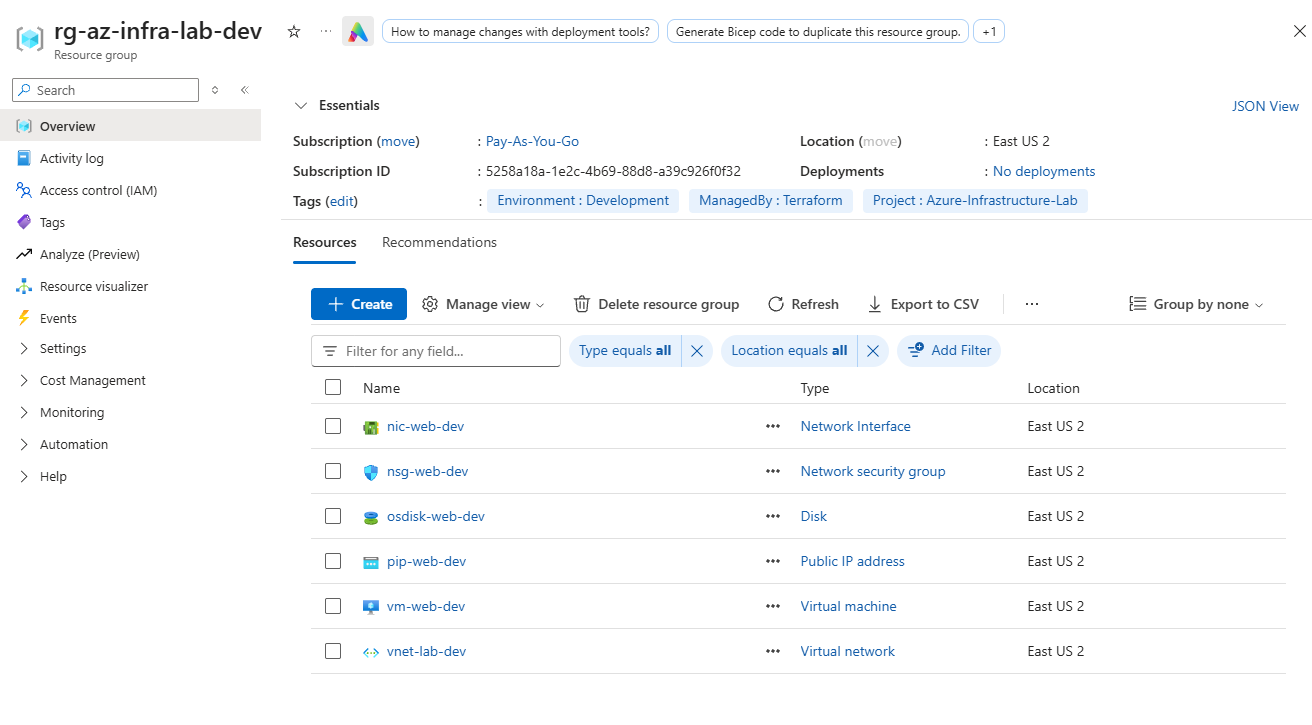 rg-az-infra-lab-dev
Resource group
How to manage changes with deployment tools?
Generate Bicep code to duplicate this resource group.
+1
Search
Overview
Activity log
Access control (IAM)
Tags
Analyze (Preview)
Resource visualizer
Events
Settings
Cost Management
Monitoring
Automation
Help
Essentials
JSON View
Subscription (move) : Pay-As-You-Go
Location (move) : East US 2
Subscription ID : 5258a18a-1e2c-4b69-88d8-a39c926f0f32
Deployments : No deployments
Tags (edit) : Environment : Development ManagedBy : Terraform Project : Azure-Infrastructure-Lab
Resources Recommendations
Create Manage view Delete resource group Refresh Export to CSV ... Group by none
Filter for any field... Type equals all Location equals all Add Filter
Name Type Location
nic-web-dev Network Interface East US 2
nsg-web-dev Network security group East US 2
osdisk-web-dev Disk East US 2
pip-web-dev Public IP address East US 2
vm-web-dev Virtual machine East US 2
vnet-lab-dev Virtual network East US 2